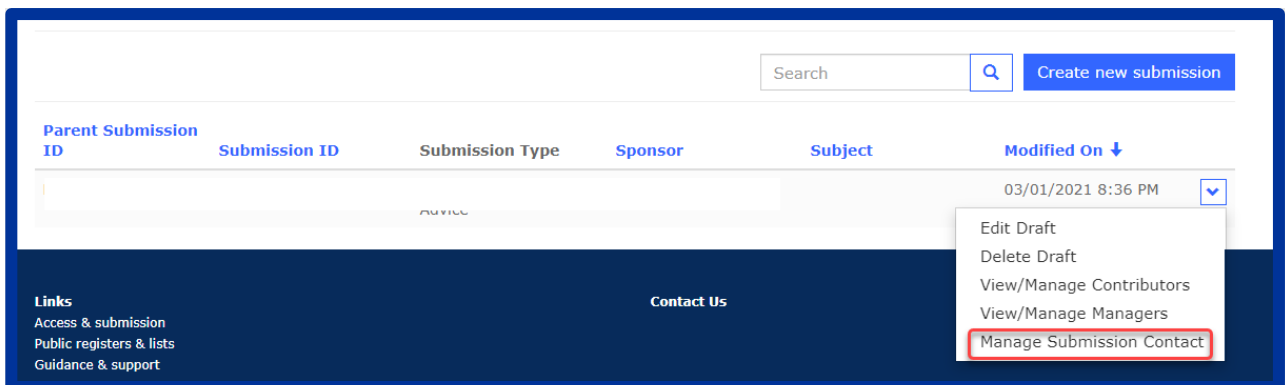 Search
Create new submission
Parent Submission
ID
Submission ID
Submission Type
Sponsor
Subject
Modified On
03/01/2021 8:36 PM
Advice
Edit Draft
Delete Draft
View/Manage Contributors
View/Manage Managers
Manage Submission Contact
Links
Access & submission
Public registers & lists
Guidance & support
Contact Us